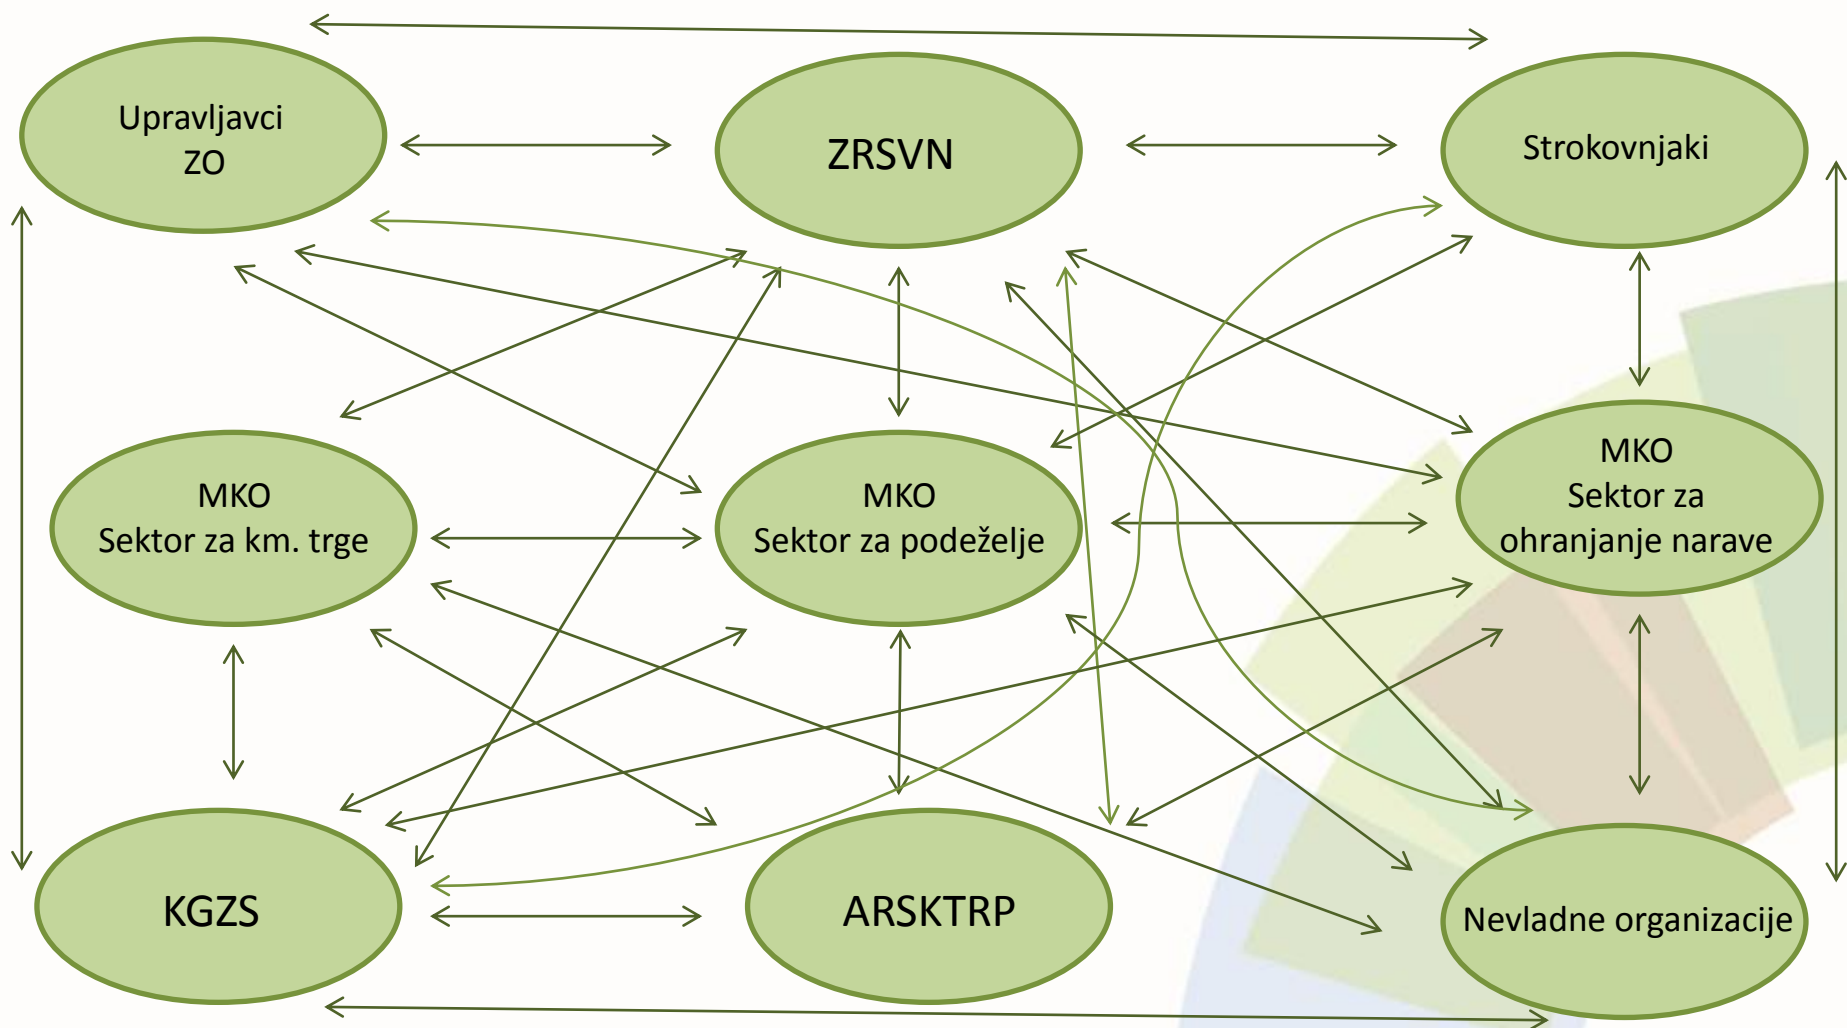 Upravljavci
ZO
ZRSVN
Strokovnjaki
MKO
Sektor za km. trge
MKO
Sektor za podeželje
MKO
Sektor za
ohranjanje narave
KGZS
ARSKTRP
Nevladne organizacije